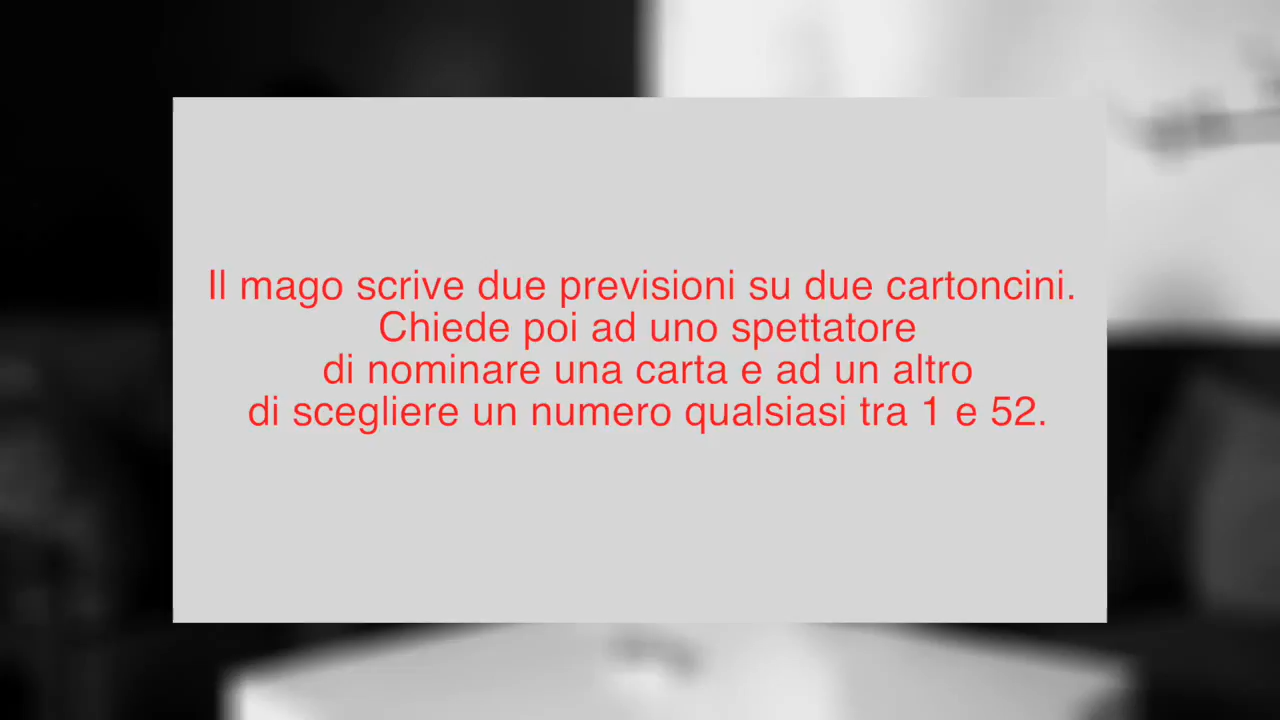 Il mago scrive due previsioni su due cartoncini.
Chiede poi ad uno spettatore
di nominare una carta e ad un altro
di scegliere un numero qualsiasi tra 1 e 52.